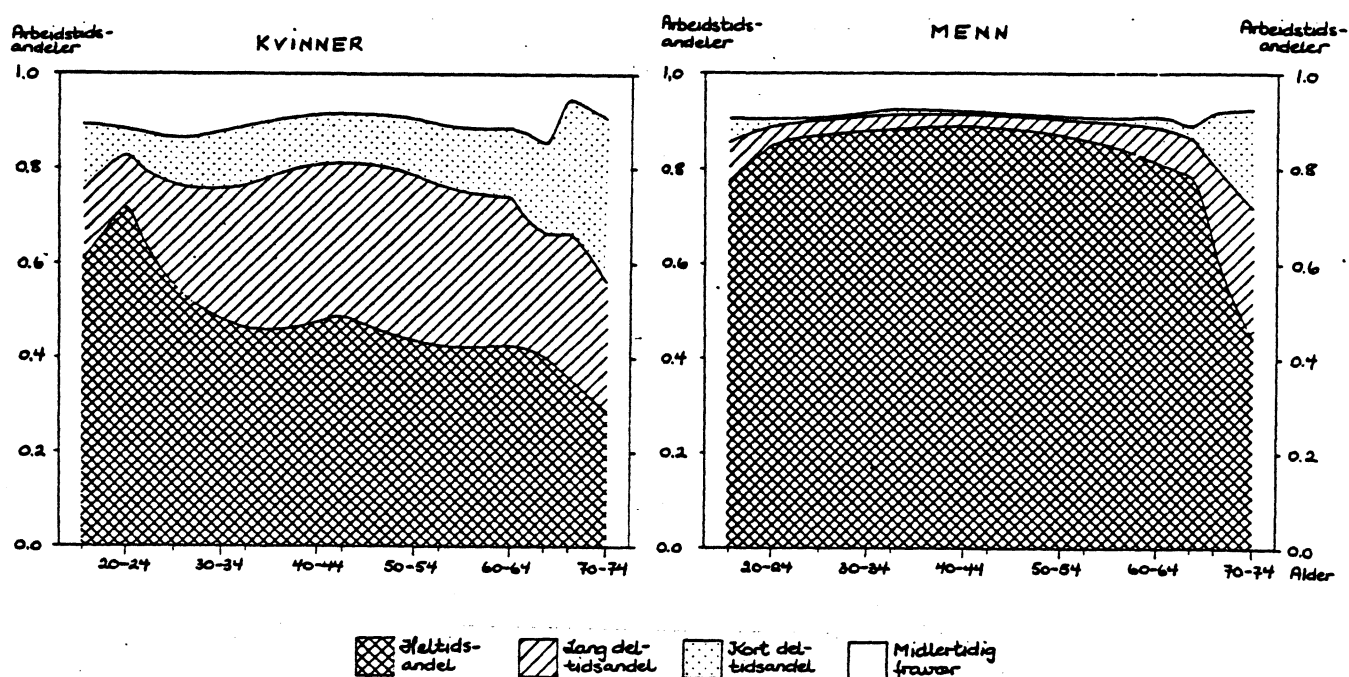 Arbeidstids-
andeler
KVINNER
1.0
0.8
0.6
0.4
0.2
0.0
20-24
30-34
40-44
50-54
60-64
70-74
Arbeidstids-
andeler
MENN
Arbeidstids-
andeler
1,0
0.8
0.6
0.4
0.2
0.0
1.0
0.8
0.6
0.4
0.2
0.0
20-24
30-34
40-44
50-54
60-64
70-74
Alder
Heltids-
andel
Lang del-
tidsandel
Kort del-
tidsandel
Midlertidig
fravær